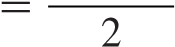 = ―
2